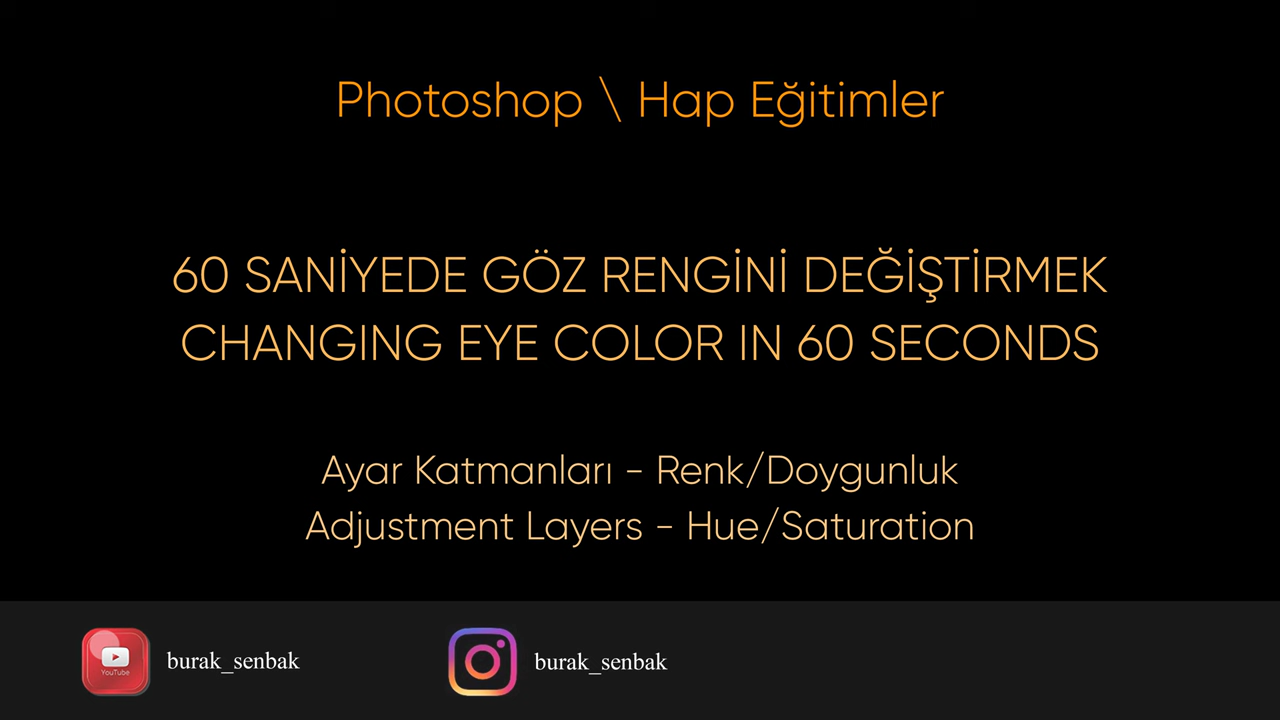 Photoshop \ Hap Eğitimler
60 SANİYEDE GÖZ RENGİNİ DEĞİŞTİRMEK
CHANGING EYE COLOR IN 60 SECONDS
Ayar Katmanları - Renk/Doygunluk
Adjustment Layers - Hue/Saturation
YouTube
burak_senbak
burak_senbak